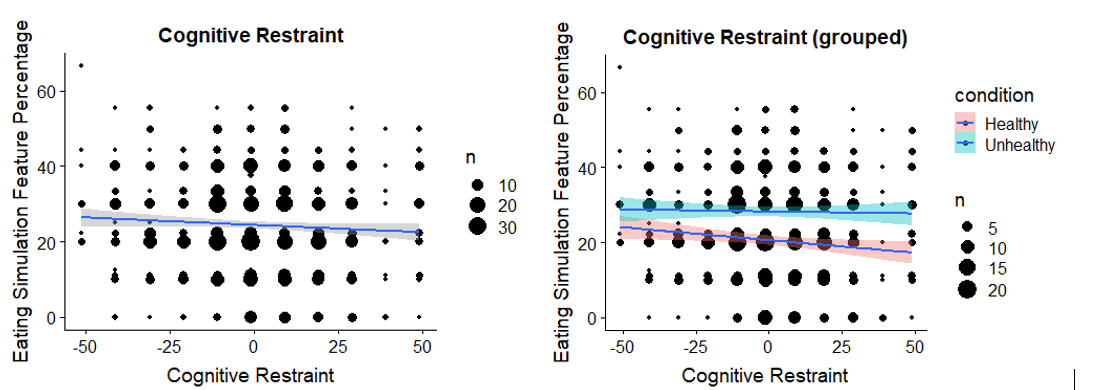 Cognitive Restraint
Eating Simulation Feature Percentage
60
40
20
0
-50
-25
0
25
50
Cognitive Restraint
n
10
20
30
Cognitive Restraint (grouped)
Eating Simulation Feature Percentage
60
40
20
0
-50
-25
0
25
50
Cognitive Restraint
condition
Healthy
Unhealthy
n
5
10
15
20